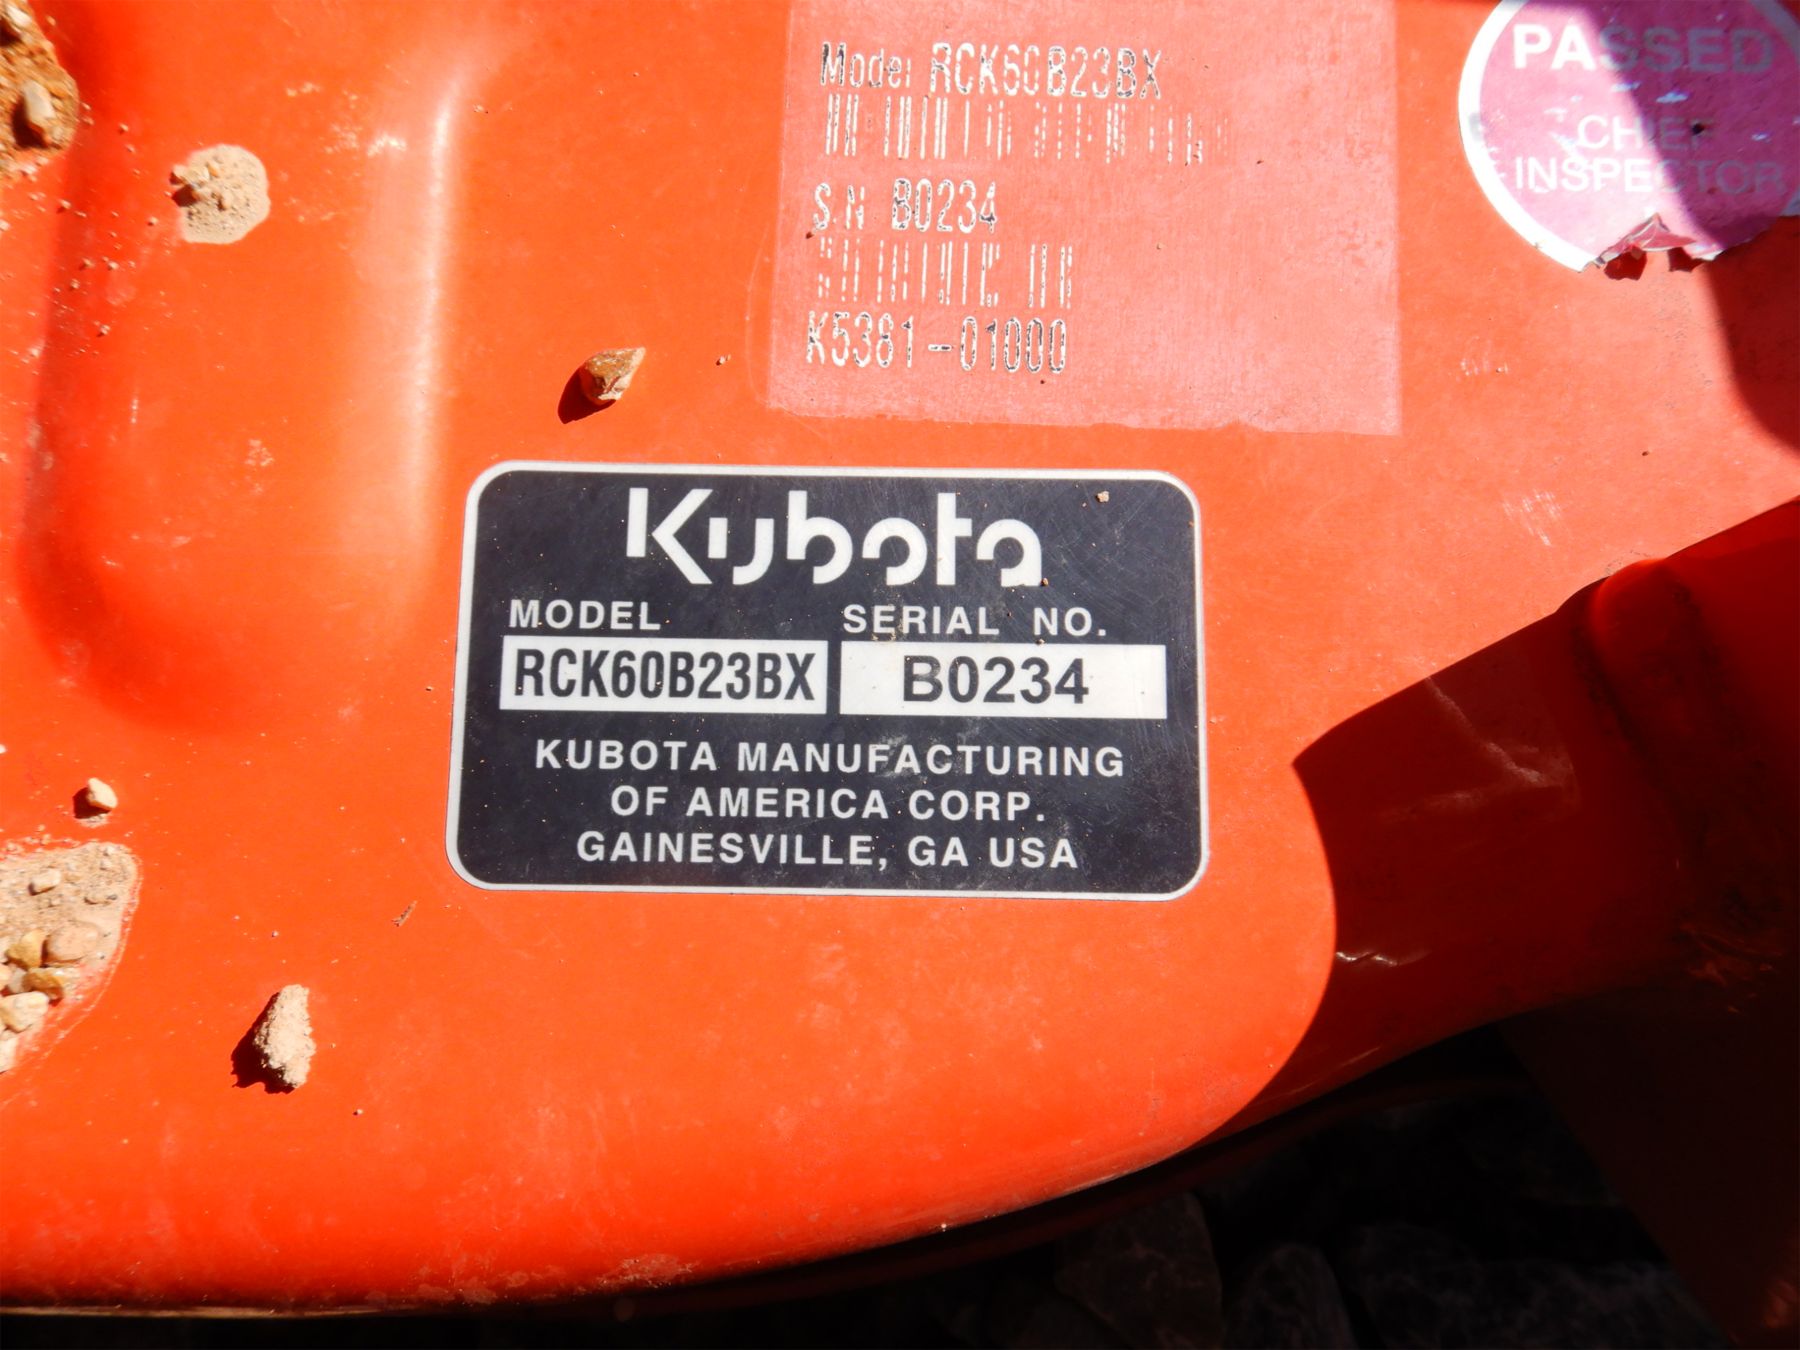 Model RCK60B23BX
S.N B0234
K5381-01000
PASSED
CHIEF
INSPECTOR
Kubota
MODEL SERIAL NO.
RCK60B23BX B0234
KUBOTA MANUFACTURING
OF AMERICA CORP.
GAINESVILLE, GA USA